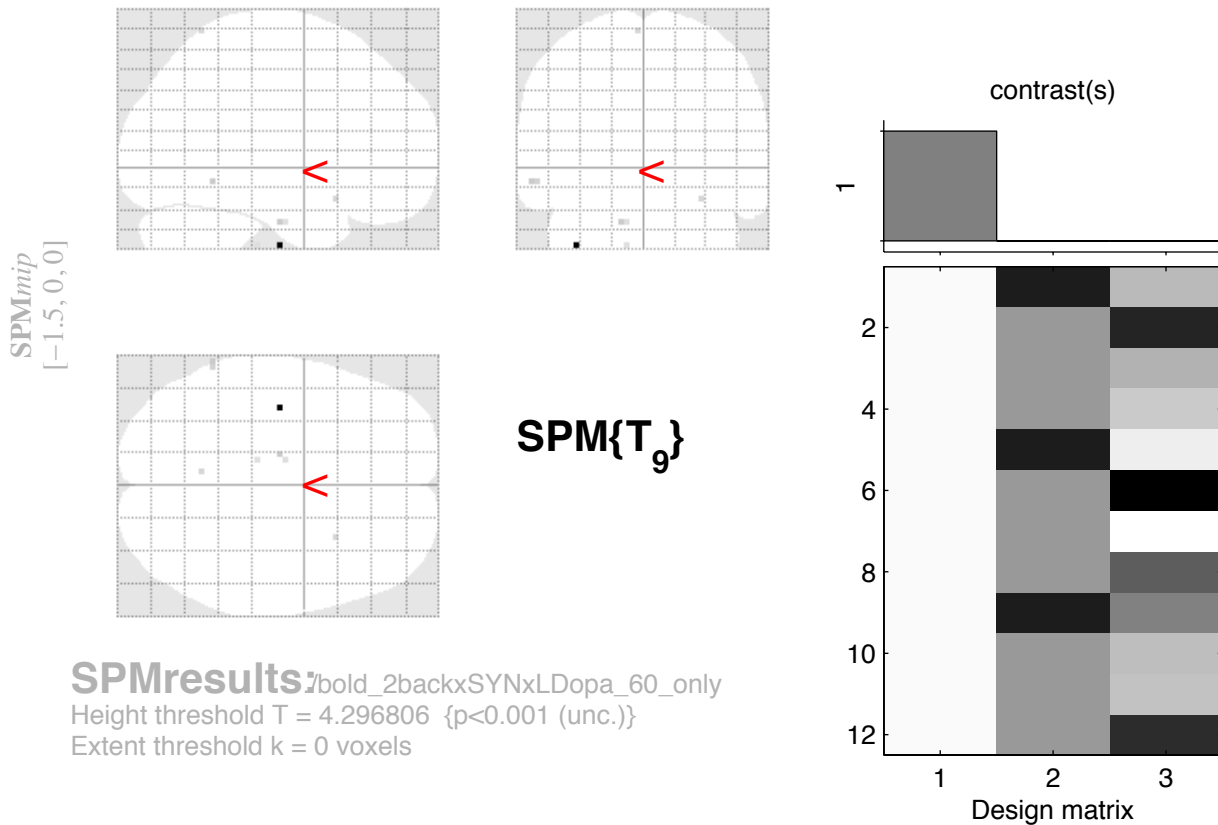 SPMmip
[−1.5, 0, 0]
<
<
<
SPM{T9}
SPMresults:/bold_2backxSYNxLDopa_60_only
Height threshold T = 4.296806 {p<0.001 (unc.)}
Extent threshold k = 0 voxels
contrast(s)
1
2
4
6
8
10
12
1 2 3
Design matrix